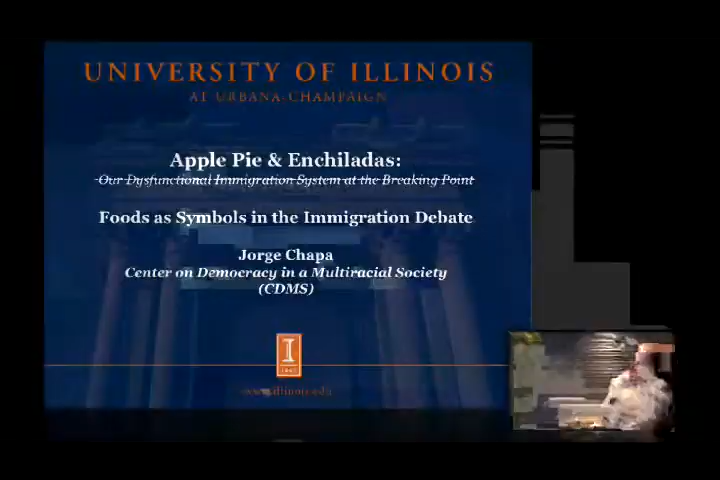 UNIVERSITY OF ILLINOIS
AT URBANA-CHAMPAIGN
Apple Pie & Enchiladas:
Our Dysfunctional Immigration System at the Breaking Point
Foods as Symbols in the Immigration Debate
Jorge Chapa
Center on Democracy in a Multiracial Society
(CDMS)
I
1867
www.illinois.edu